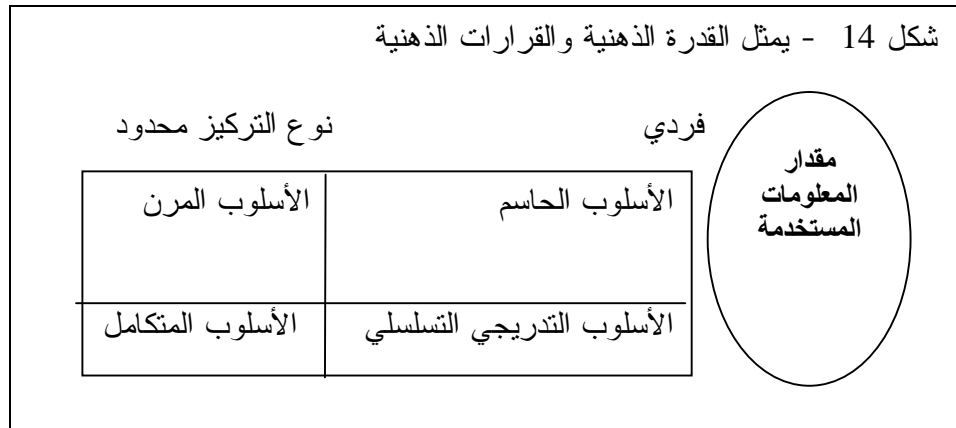 شكل 14 - يمثل القدرة الذهنية والقرارات الذهنية
فردي نوع التركيز محدود
مقدار
المعلومات
المستخدمة
الأسلوب الحاسم الأسلوب المرن
الأسلوب التدريجي التسلسلي الأسلوب المتكامل